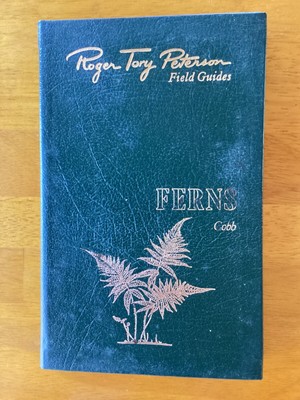 Roger Tory Peterson
Field Guides
FERNS
Cobb